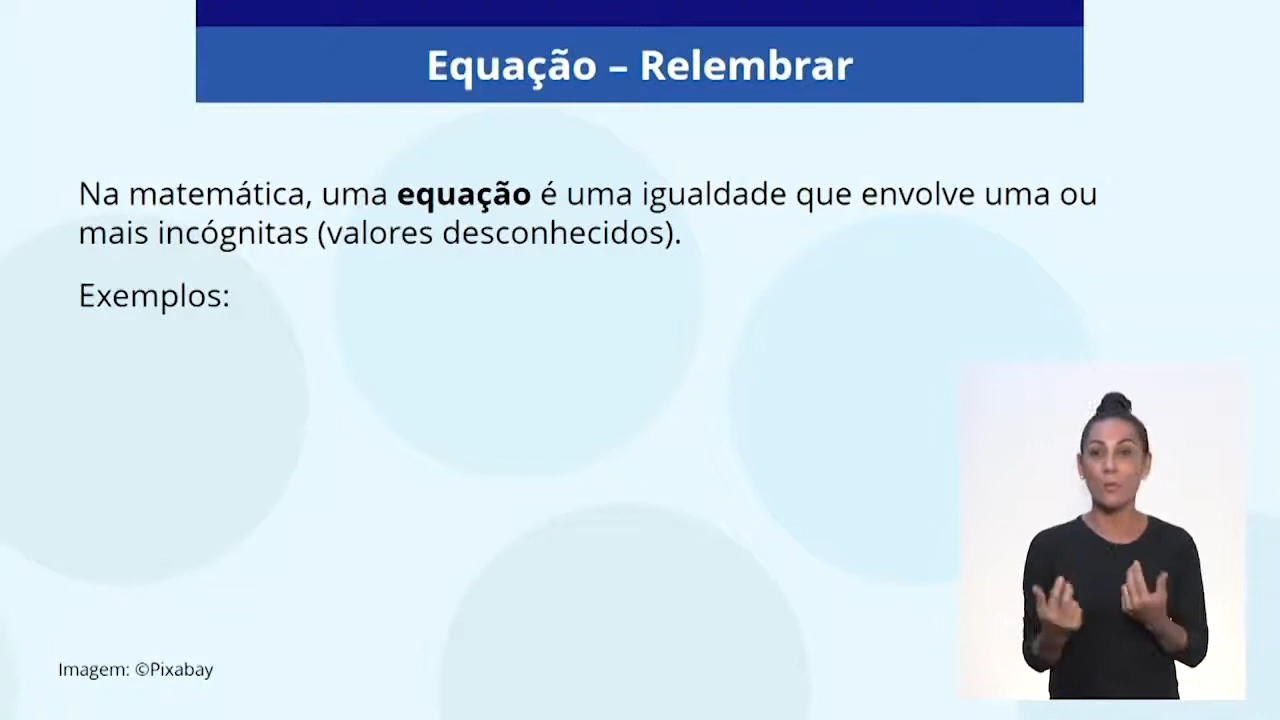 Equação – Relembrar
Na matemática, uma equação é uma igualdade que envolve uma ou
mais incógnitas (valores desconhecidos).
Exemplos:
Imagem: ©Pixabay